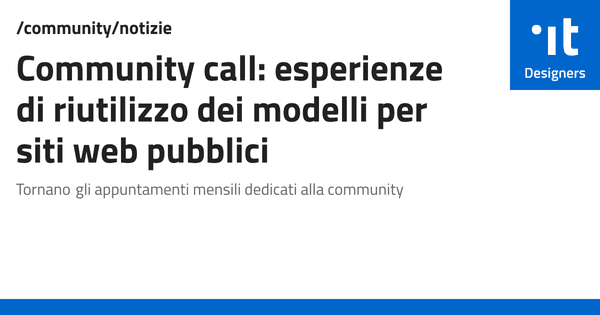 /community/notizie
Community call: esperienze
di riutilizzo dei modelli per
siti web pubblici
Tornano gli appuntamenti mensili dedicati alla community
.it
Designers